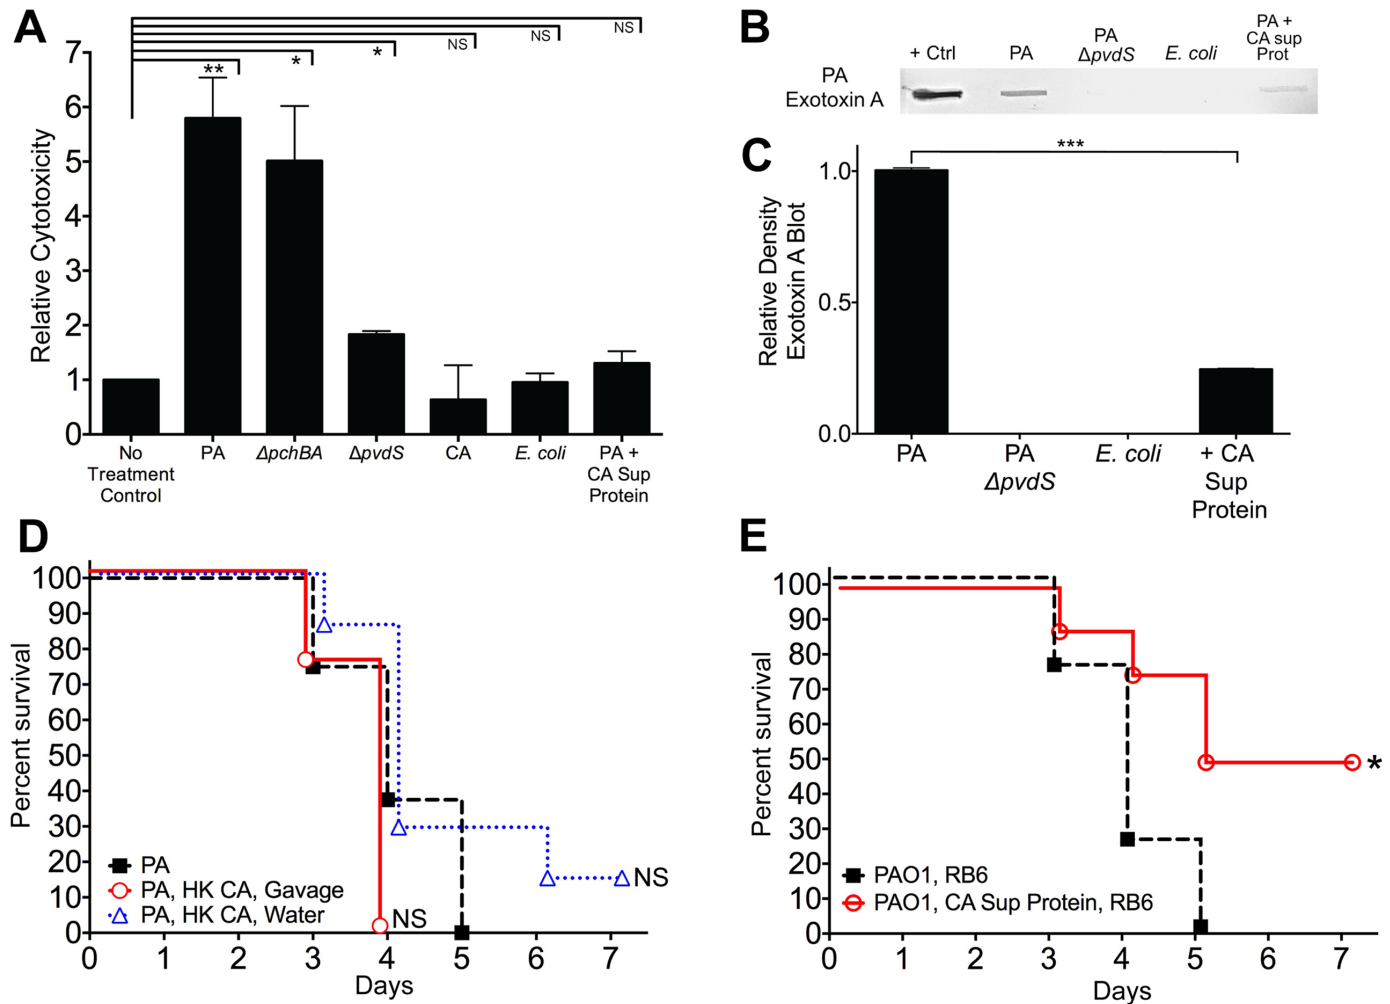 A
7
6
5
4
3
2
1
0
Relative Cytotoxicity
**
*
*
NS
NS
NS
No
Treatment
Control
PA
ΔpchBA
ΔpvdS
CA
E. coli
PA +
CA Sup
Protein
B
PA
Exotoxin A
+ Ctrl
PA
PA
ΔpvdS
E. coli
PA +
CA sup
Prot
C
Relative Density
Exotoxin A Blot
1.0
0.5
0.0
***
PA
PA
ΔpvdS
E. coli
+ CA
Sup
Protein
D
Percent survival
100
90
80
70
60
50
40
30
20
10
0
0 1 2 3 4 5 6 7
Days
PA
PA, HK CA, Gavage
PA, HK CA, Water
NS
NS
E
Percent survival
100
90
80
70
60
50
40
30
20
10
0
0 1 2 3 4 5 6 7
Days
PAO1, RB6
PAO1, CA Sup Protein, RB6
*